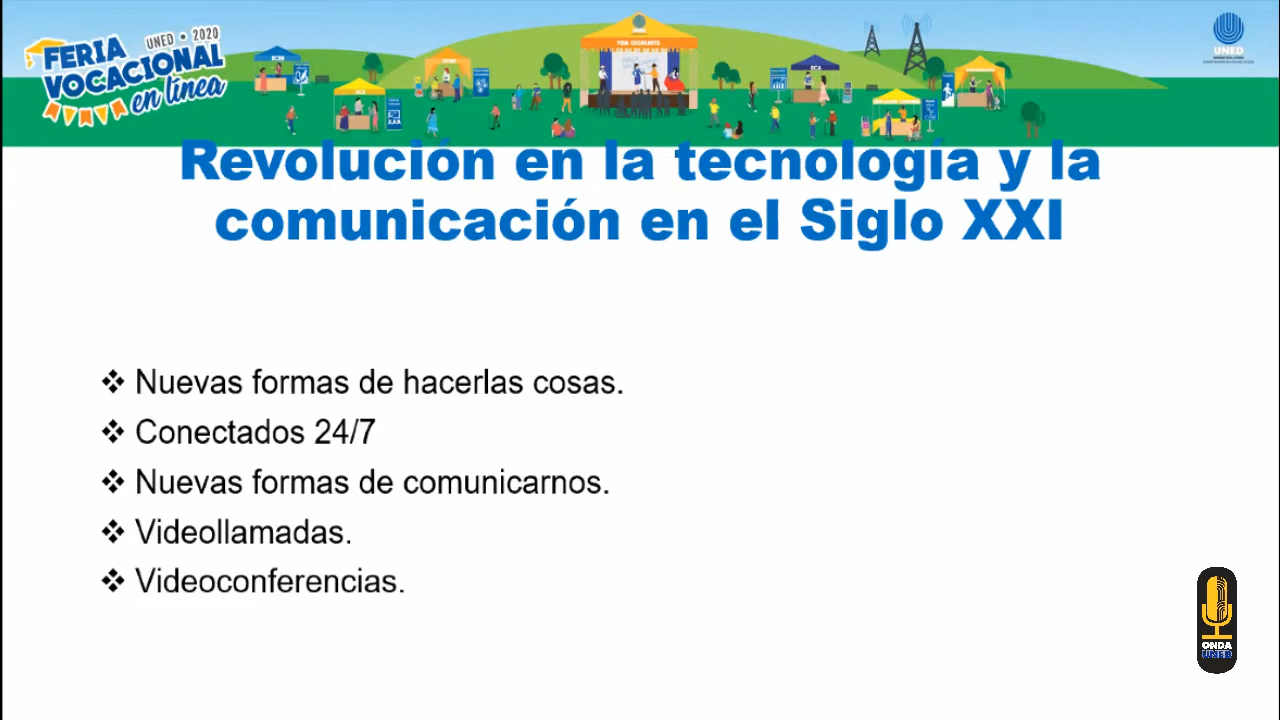 FERIA
UNED • 2020
VOCACIONAL
en línea
UNED
Revolución en la tecnología y la
comunicación en el Siglo XXI
❖ Nuevas formas de hacerlas cosas.
❖ Conectados 24/7
❖ Nuevas formas de comunicarnos.
❖ Videollamadas.
❖ Videoconferencias.
ONDA
UNED